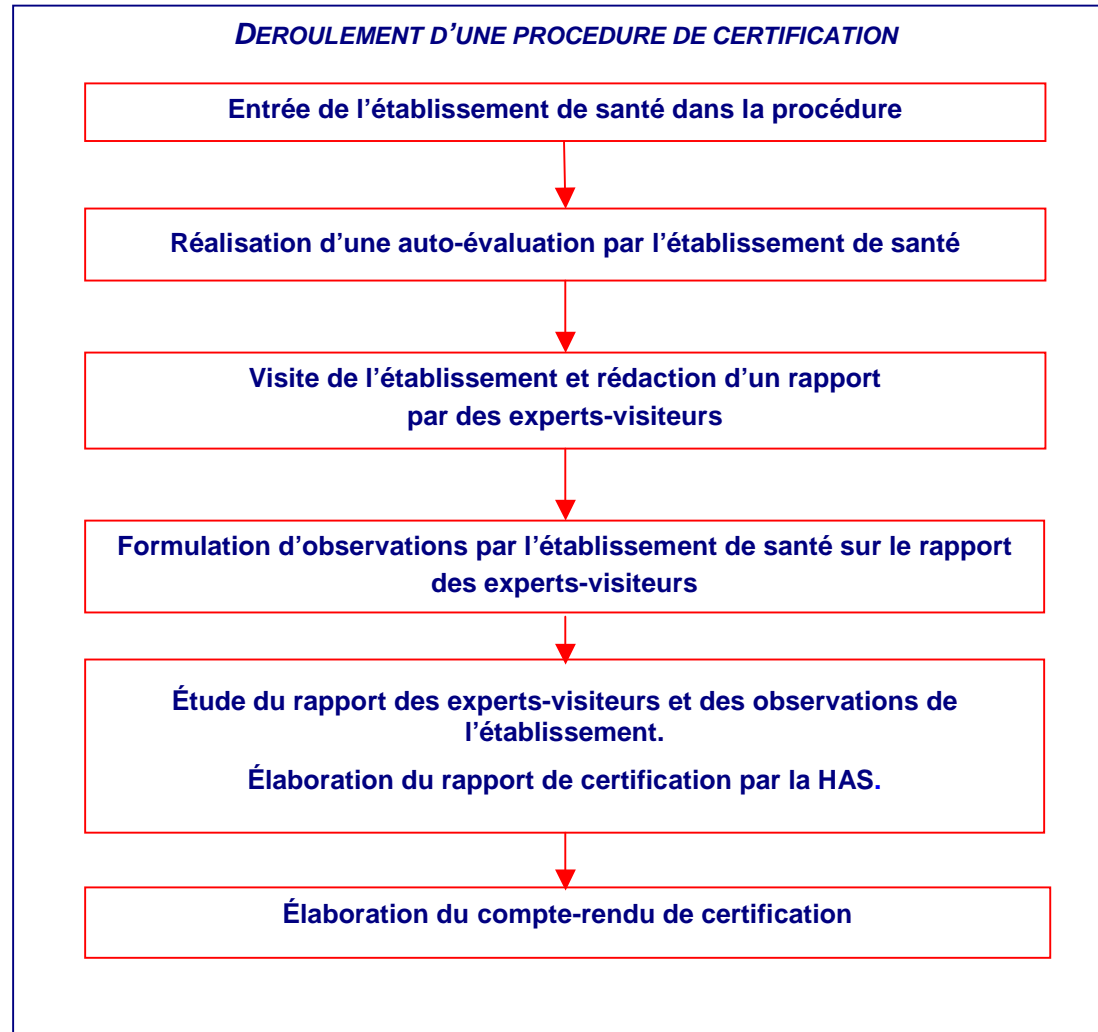 DEROULEMENT D'UNE PROCEDURE DE CERTIFICATION
Entrée de l'établissement de santé dans la procédure
Réalisation d'une auto-évaluation par l'établissement de santé
Visite de l'établissement et rédaction d'un rapport
par des experts-visiteurs
Formulation d'observations par l'établissement de santé sur le rapport
des experts-visiteurs
Étude du rapport des experts-visiteurs et des observations de
l'établissement.
Élaboration du rapport de certification par la HAS.
Élaboration du compte-rendu de certification